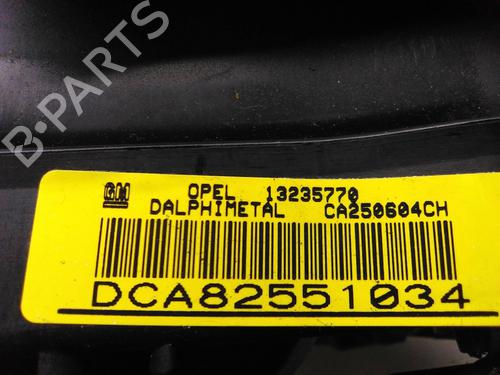 B-PARTS
GM OPEL 13235770
DALPHIMETAL CA250604CH
DCA82551034